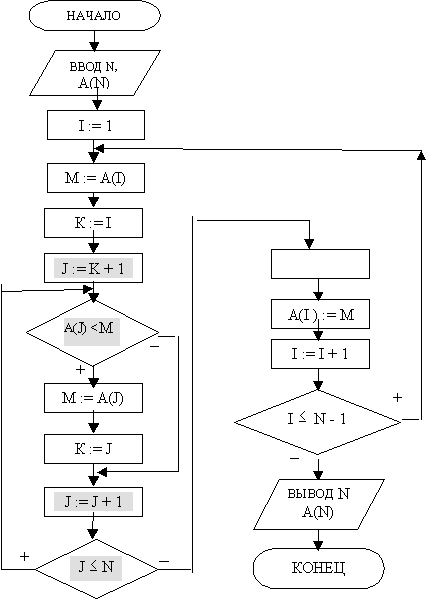 НАЧАЛО
ВВОД N,
A(N)
I := 1
M := A(I)
K := I
J := K + 1
A(J) <M
–
+
M := A(J)
K := J
J := J + 1
+
J ≤ N
–
A(I ) := M
I := I + 1
I ≤ N - 1
+
–
ВЫВОД N
A(N)
КОНЕЦ